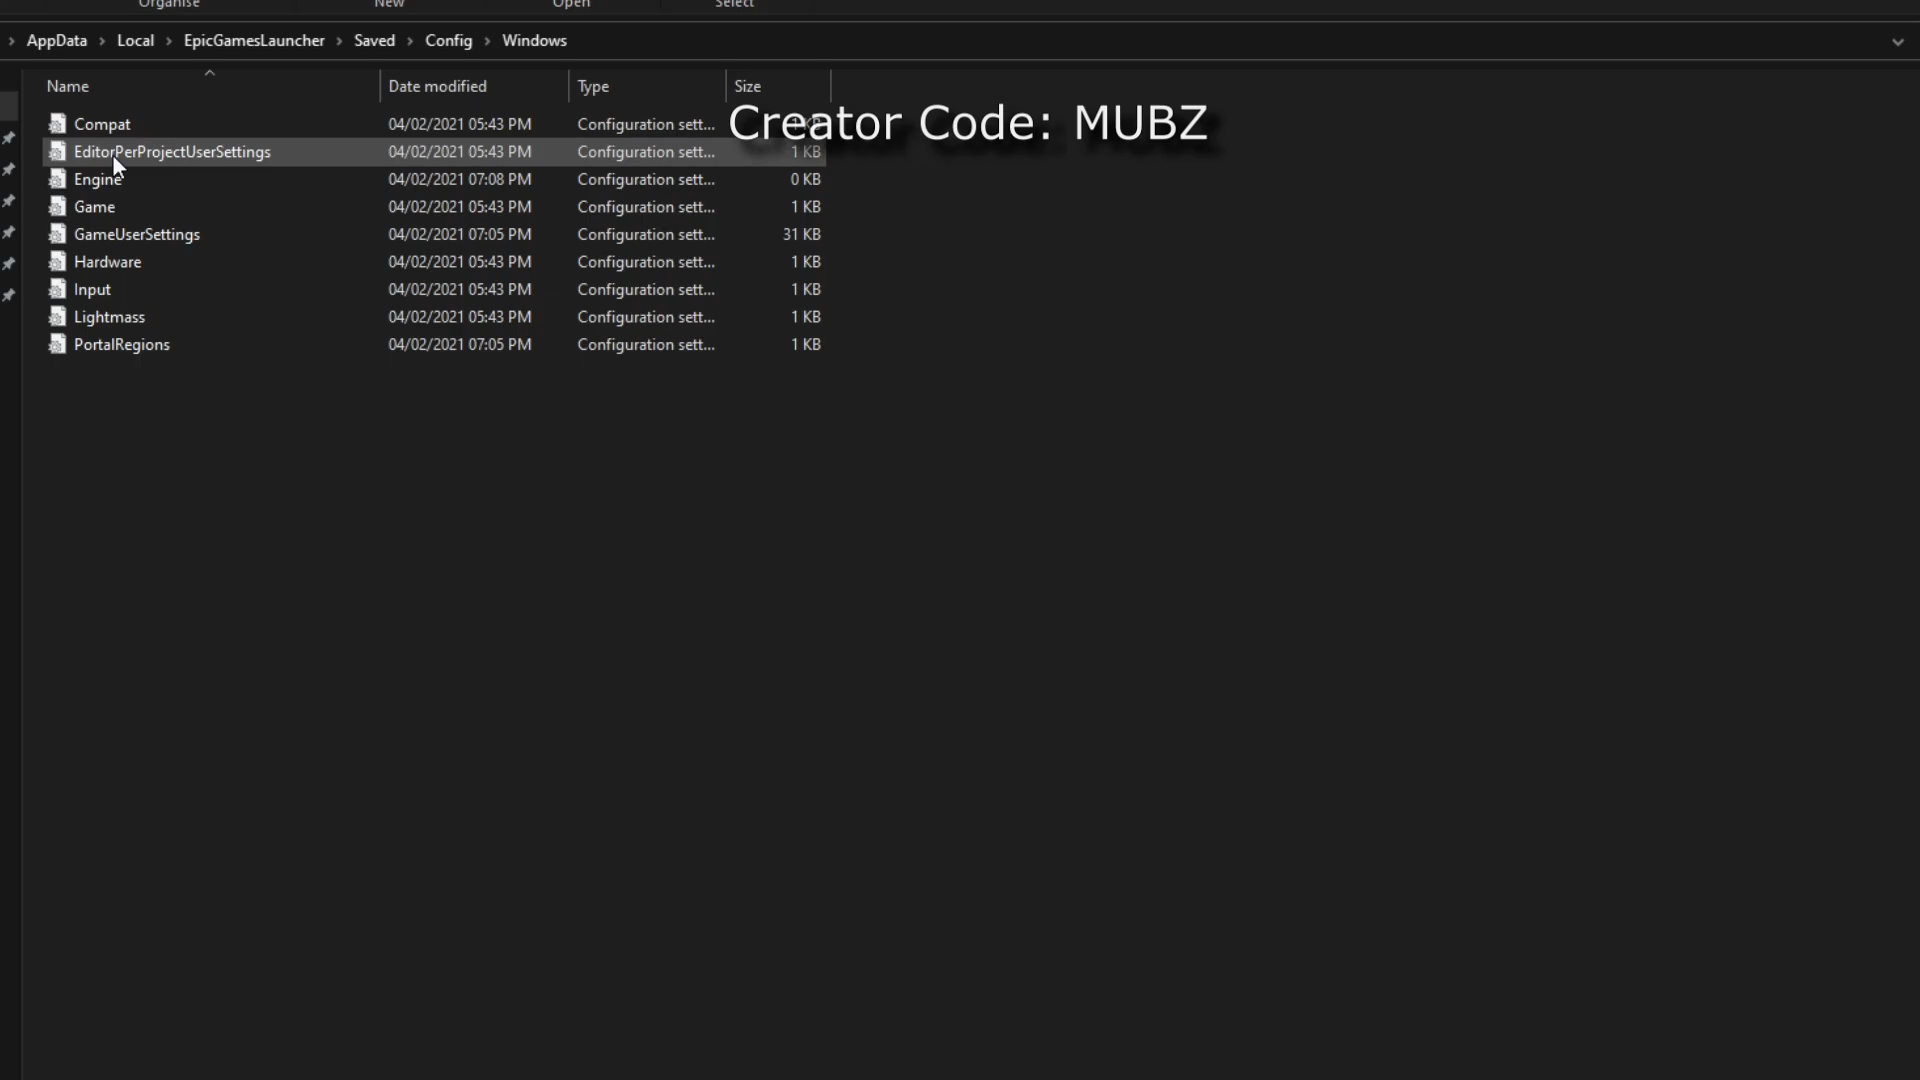 Organise New Open Select
› AppData › Local › EpicGamesLauncher › Saved › Config › Windows
Name Date modified Type Size
Creator Code: MUBZ
Compat 04/02/2021 05:43 PM Configuration sett... 1 KB
EditorPerProjectUserSettings 04/02/2021 05:43 PM Configuration sett... 1 KB
Engine 04/02/2021 07:08 PM Configuration sett... 0 KB
Game 04/02/2021 05:43 PM Configuration sett... 1 KB
GameUserSettings 04/02/2021 07:05 PM Configuration sett... 31 KB
Hardware 04/02/2021 05:43 PM Configuration sett... 1 KB
Input 04/02/2021 05:43 PM Configuration sett... 1 KB
Lightmass 04/02/2021 05:43 PM Configuration sett... 1 KB
PortalRegions 04/02/2021 07:05 PM Configuration sett... 1 KB